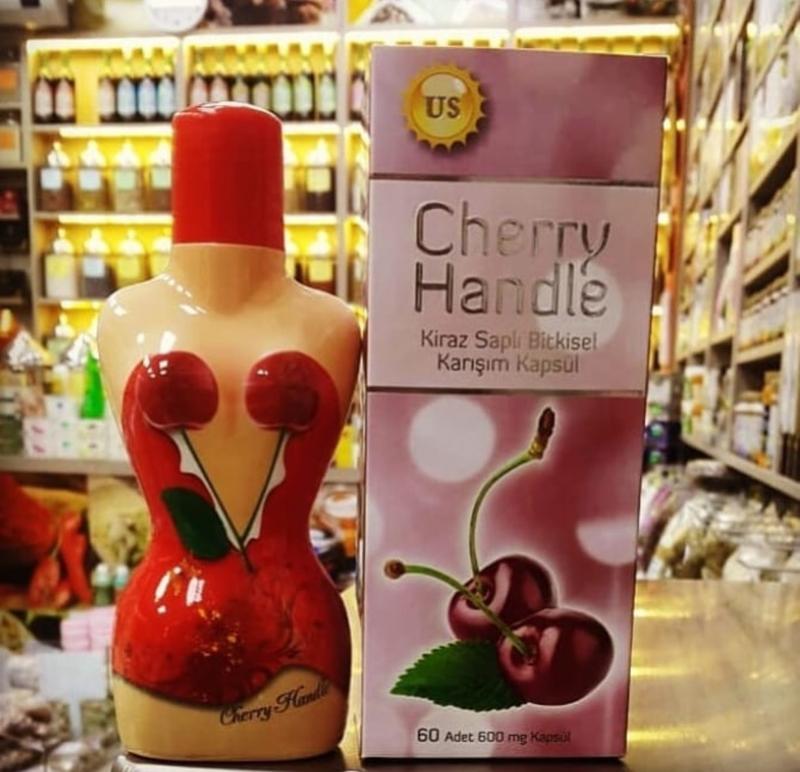 US
Cherry
Handle
Kiraz Saplı Bitkisel
Karışım Kapsül
60 Adet 600 mg Kapsül
Cherry Handle